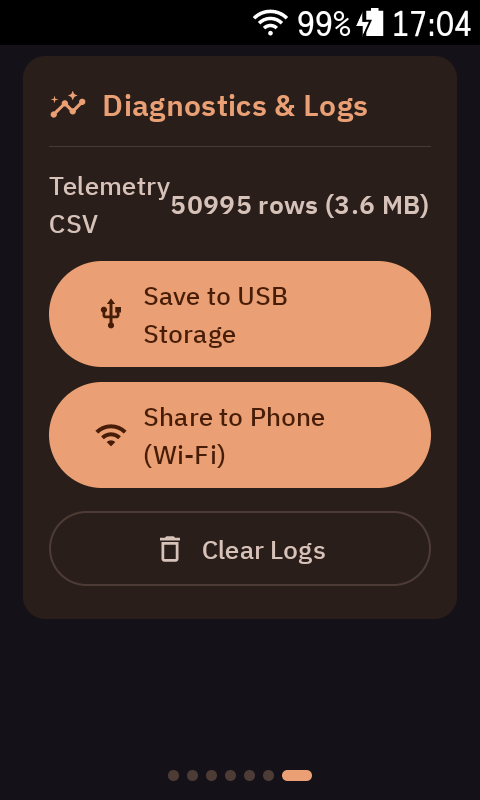 99% 17:04
Diagnostics & Logs
Telemetry
CSV
50995 rows (3.6 MB)
Save to USB
Storage
Share to Phone
(Wi-Fi)
Clear Logs